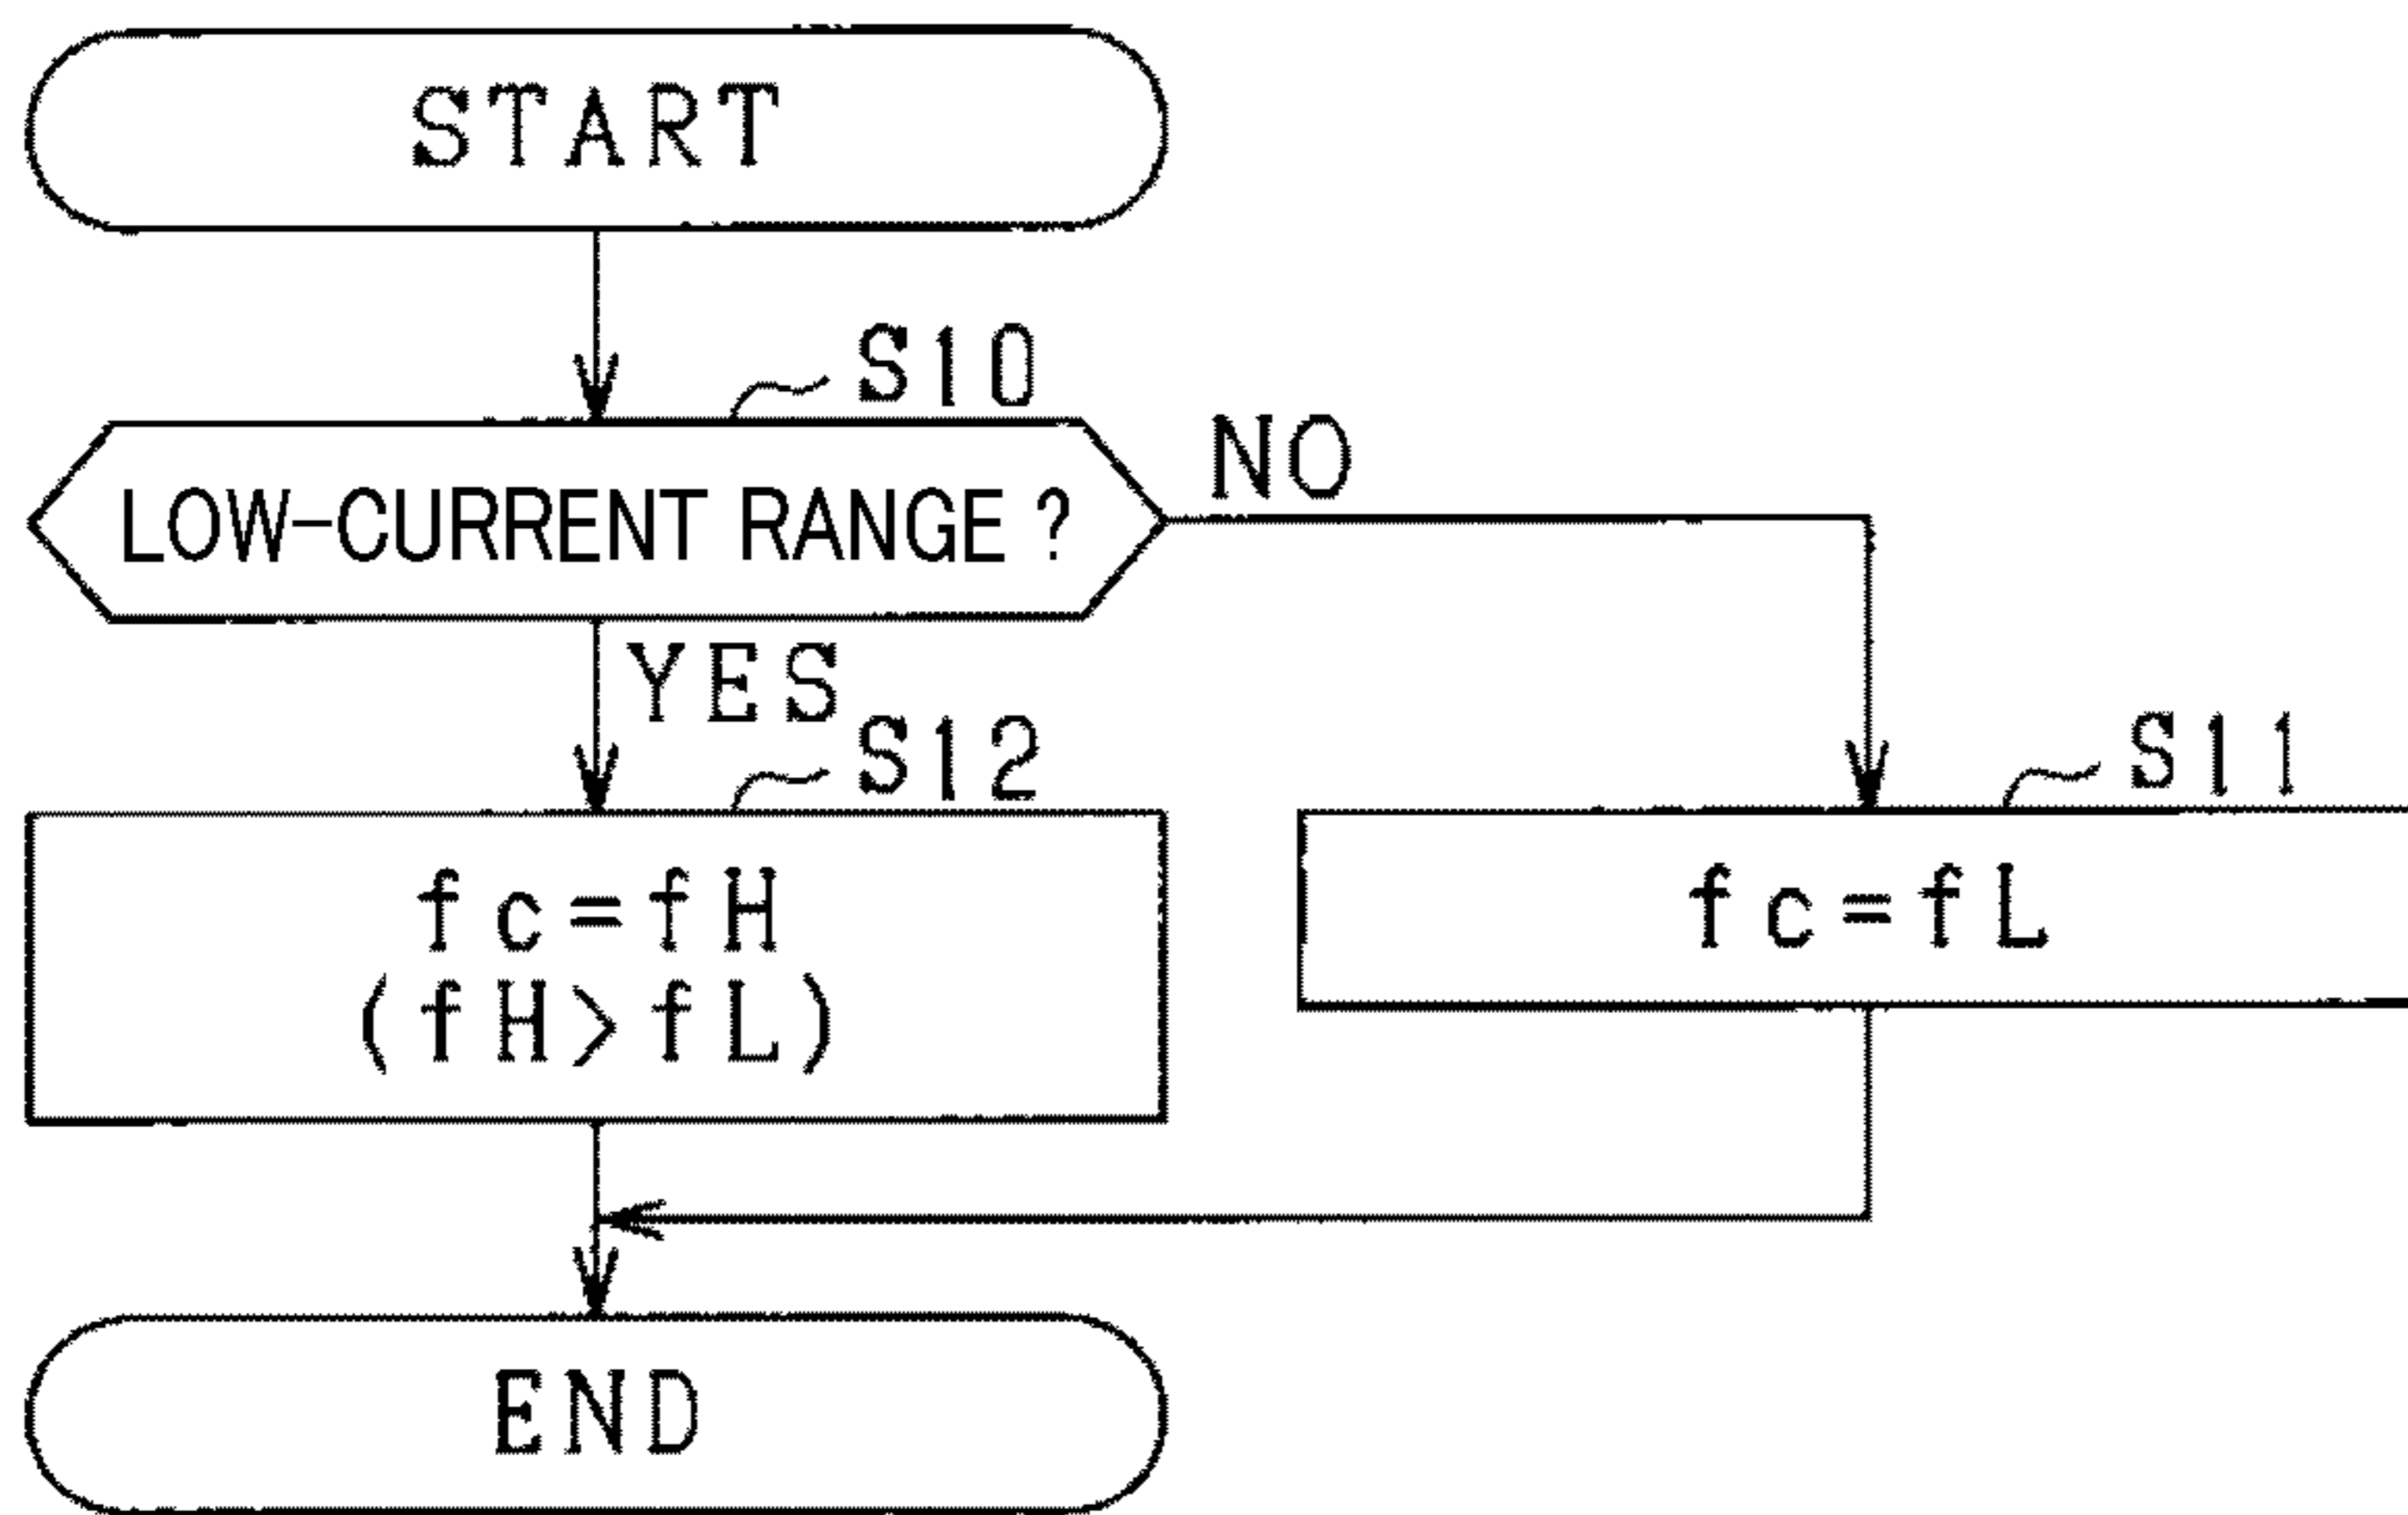 START
S10
LOW-CURRENT RANGE ?
NO
YES
S12
S11
fc=fH
(fH>fL)
fc=fL
END